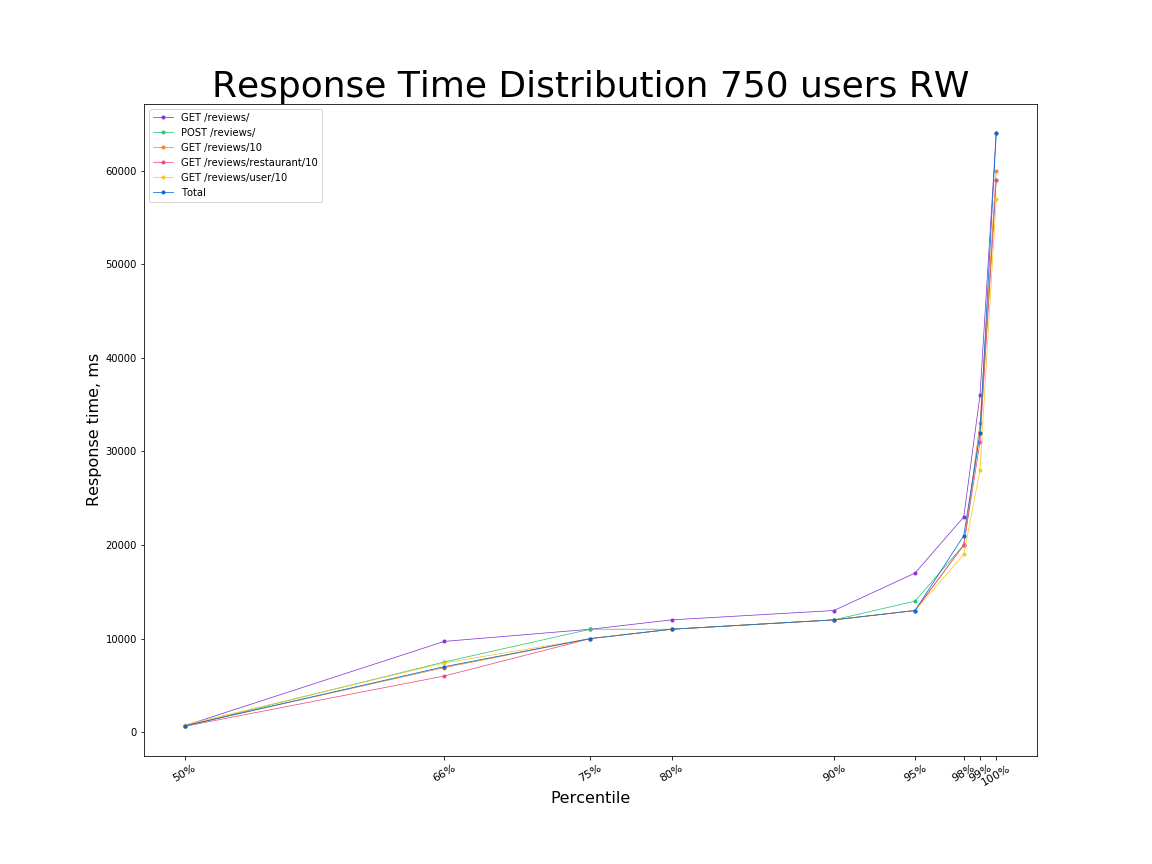 Response Time Distribution 750 users RW
GET /reviews/
POST /reviews/
GET /reviews/10
GET /reviews/restaurant/10
GET /reviews/user/10
Total
60000
50000
40000
30000
20000
10000
0
Response time, ms
50%
66%
75%
80%
90%
95%
98%
99%
100%
Percentile